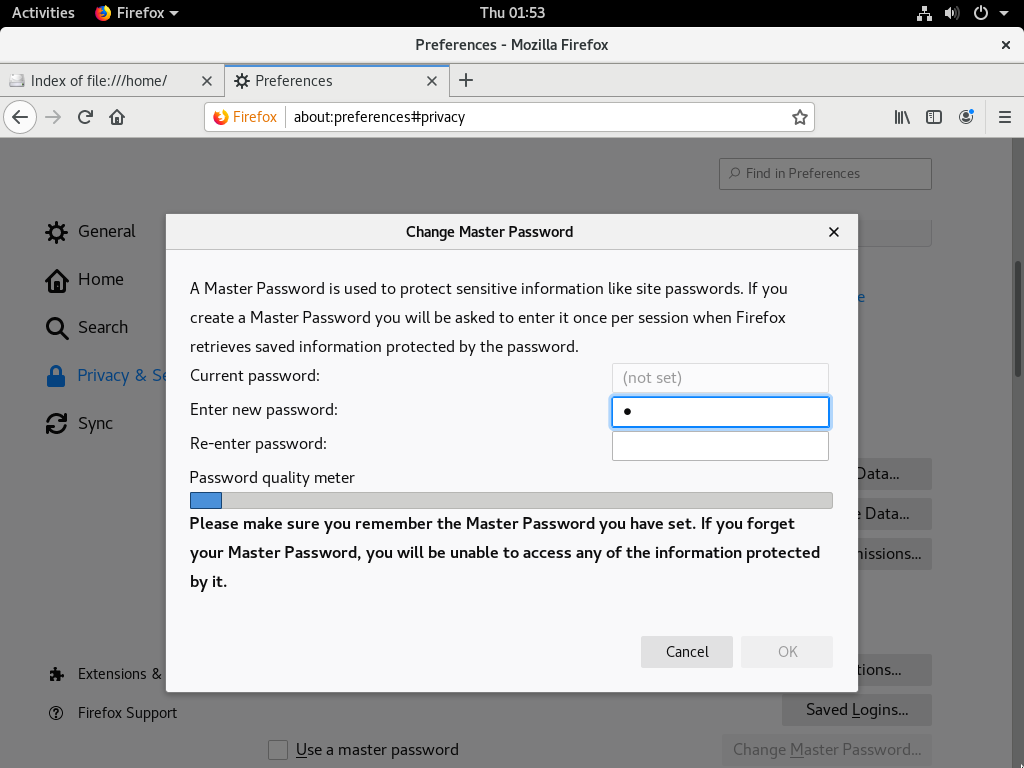 Activities Firefox Thu 01:53
Preferences - Mozilla Firefox
Index of file:///home/ Preferences
Firefox about:preferences#privacy
Find in Preferences
General
Home
Search
Privacy & Se
Sync
Extensions &
Firefox Support
Change Master Password
A Master Password is used to protect sensitive information like site passwords. If you
create a Master Password you will be asked to enter it once per session when Firefox
retrieves saved information protected by the password.
Current password: (not set)
Enter new password:
Re-enter password:
Password quality meter
Please make sure you remember the Master Password you have set. If you forget
your Master Password, you will be unable to access any of the information protected
by it.
Cancel OK
e
Data...
e Data...
missions...
tions...
Saved Logins...
Use a master password Change Master Password...